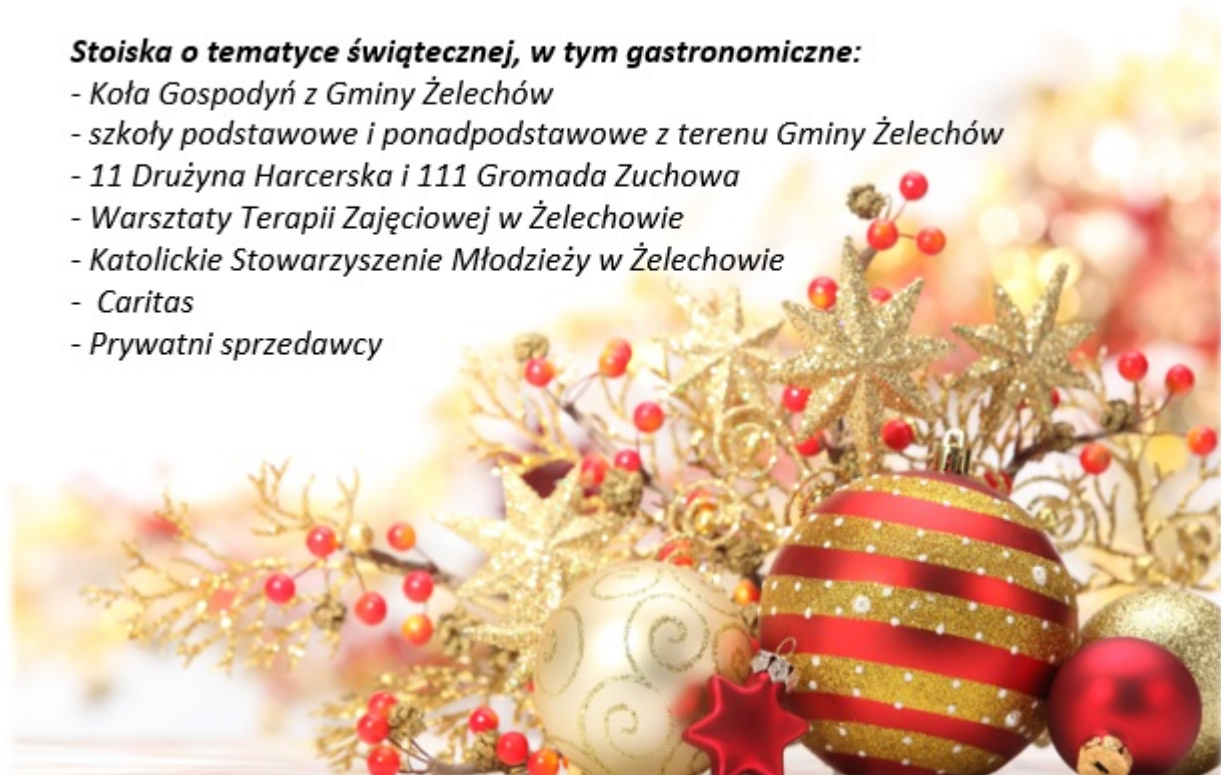 Stoiska o tematyce świątecznej, w tym gastronomiczne:
- Koła Gospodyń z Gminy Żelechów
- szkoły podstawowe i ponadpodstawowe z terenu Gminy Żelechów
- 11 Drużyna Harcerska i 111 Gromada Zuchowa
- Warsztaty Terapii Zajęciowej w Żelechowie
- Katolickie Stowarzyszenie Młodzieży w Żelechowie
- Caritas
- Prywatni sprzedawcy